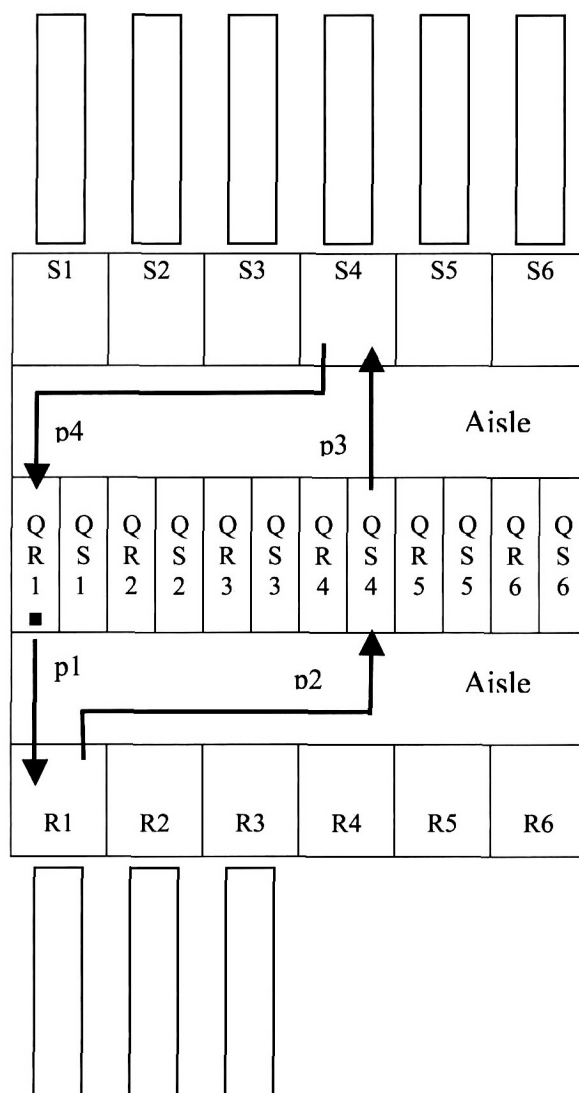 S1 S2 S3 S4 S5 S6
p4 p3 Aisle
Q Q Q Q Q Q Q Q Q Q Q Q
R S R S R S R S R S R S
1 1 2 2 3 3 4 4 5 5 6 6
p1 p2 Aisle
R1 R2 R3 R4 R5 R6